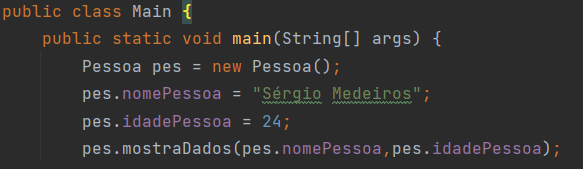 public class Main {
    public static void main(String[] args) {
        Pessoa pes = new Pessoa();
        pes.nomePessoa = "Sérgio Medeiros";
        pes.idadePessoa = 24;
        pes.mostraDados(pes.nomePessoa,pes.idadePessoa);